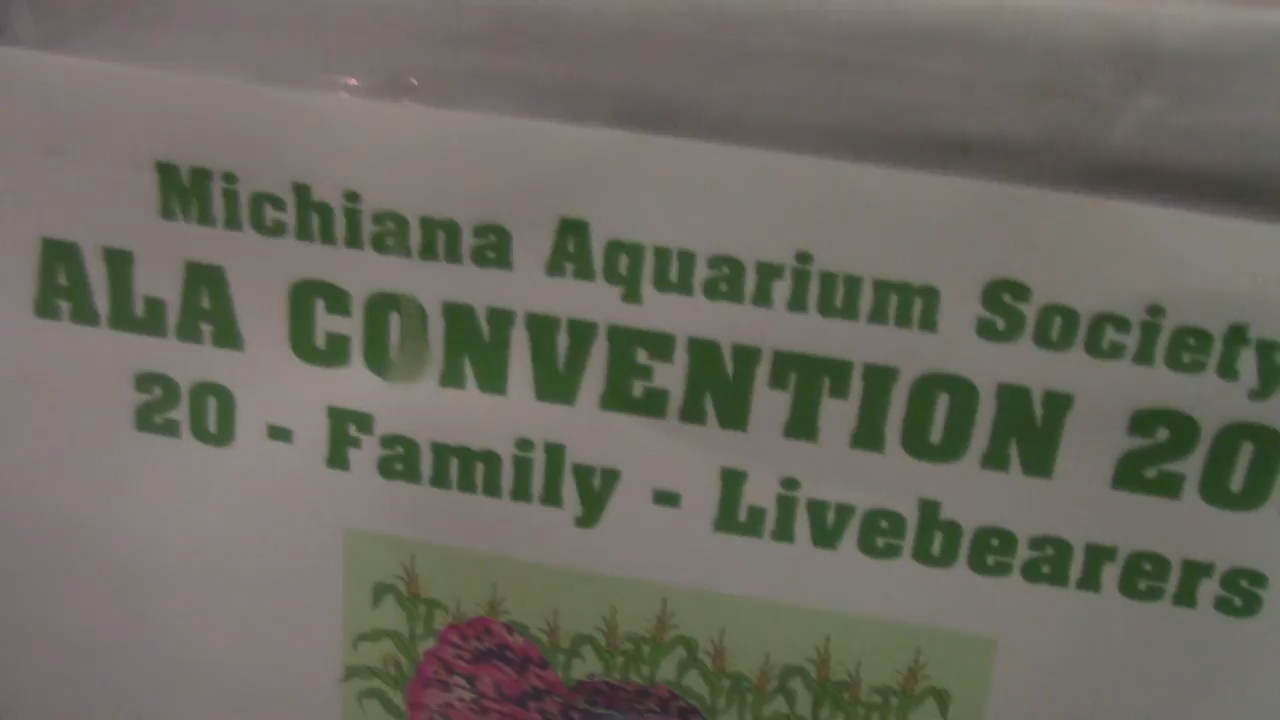 Michiana Aquarium Society
ALA CONVENTION 20
20 - Family - Livebearers